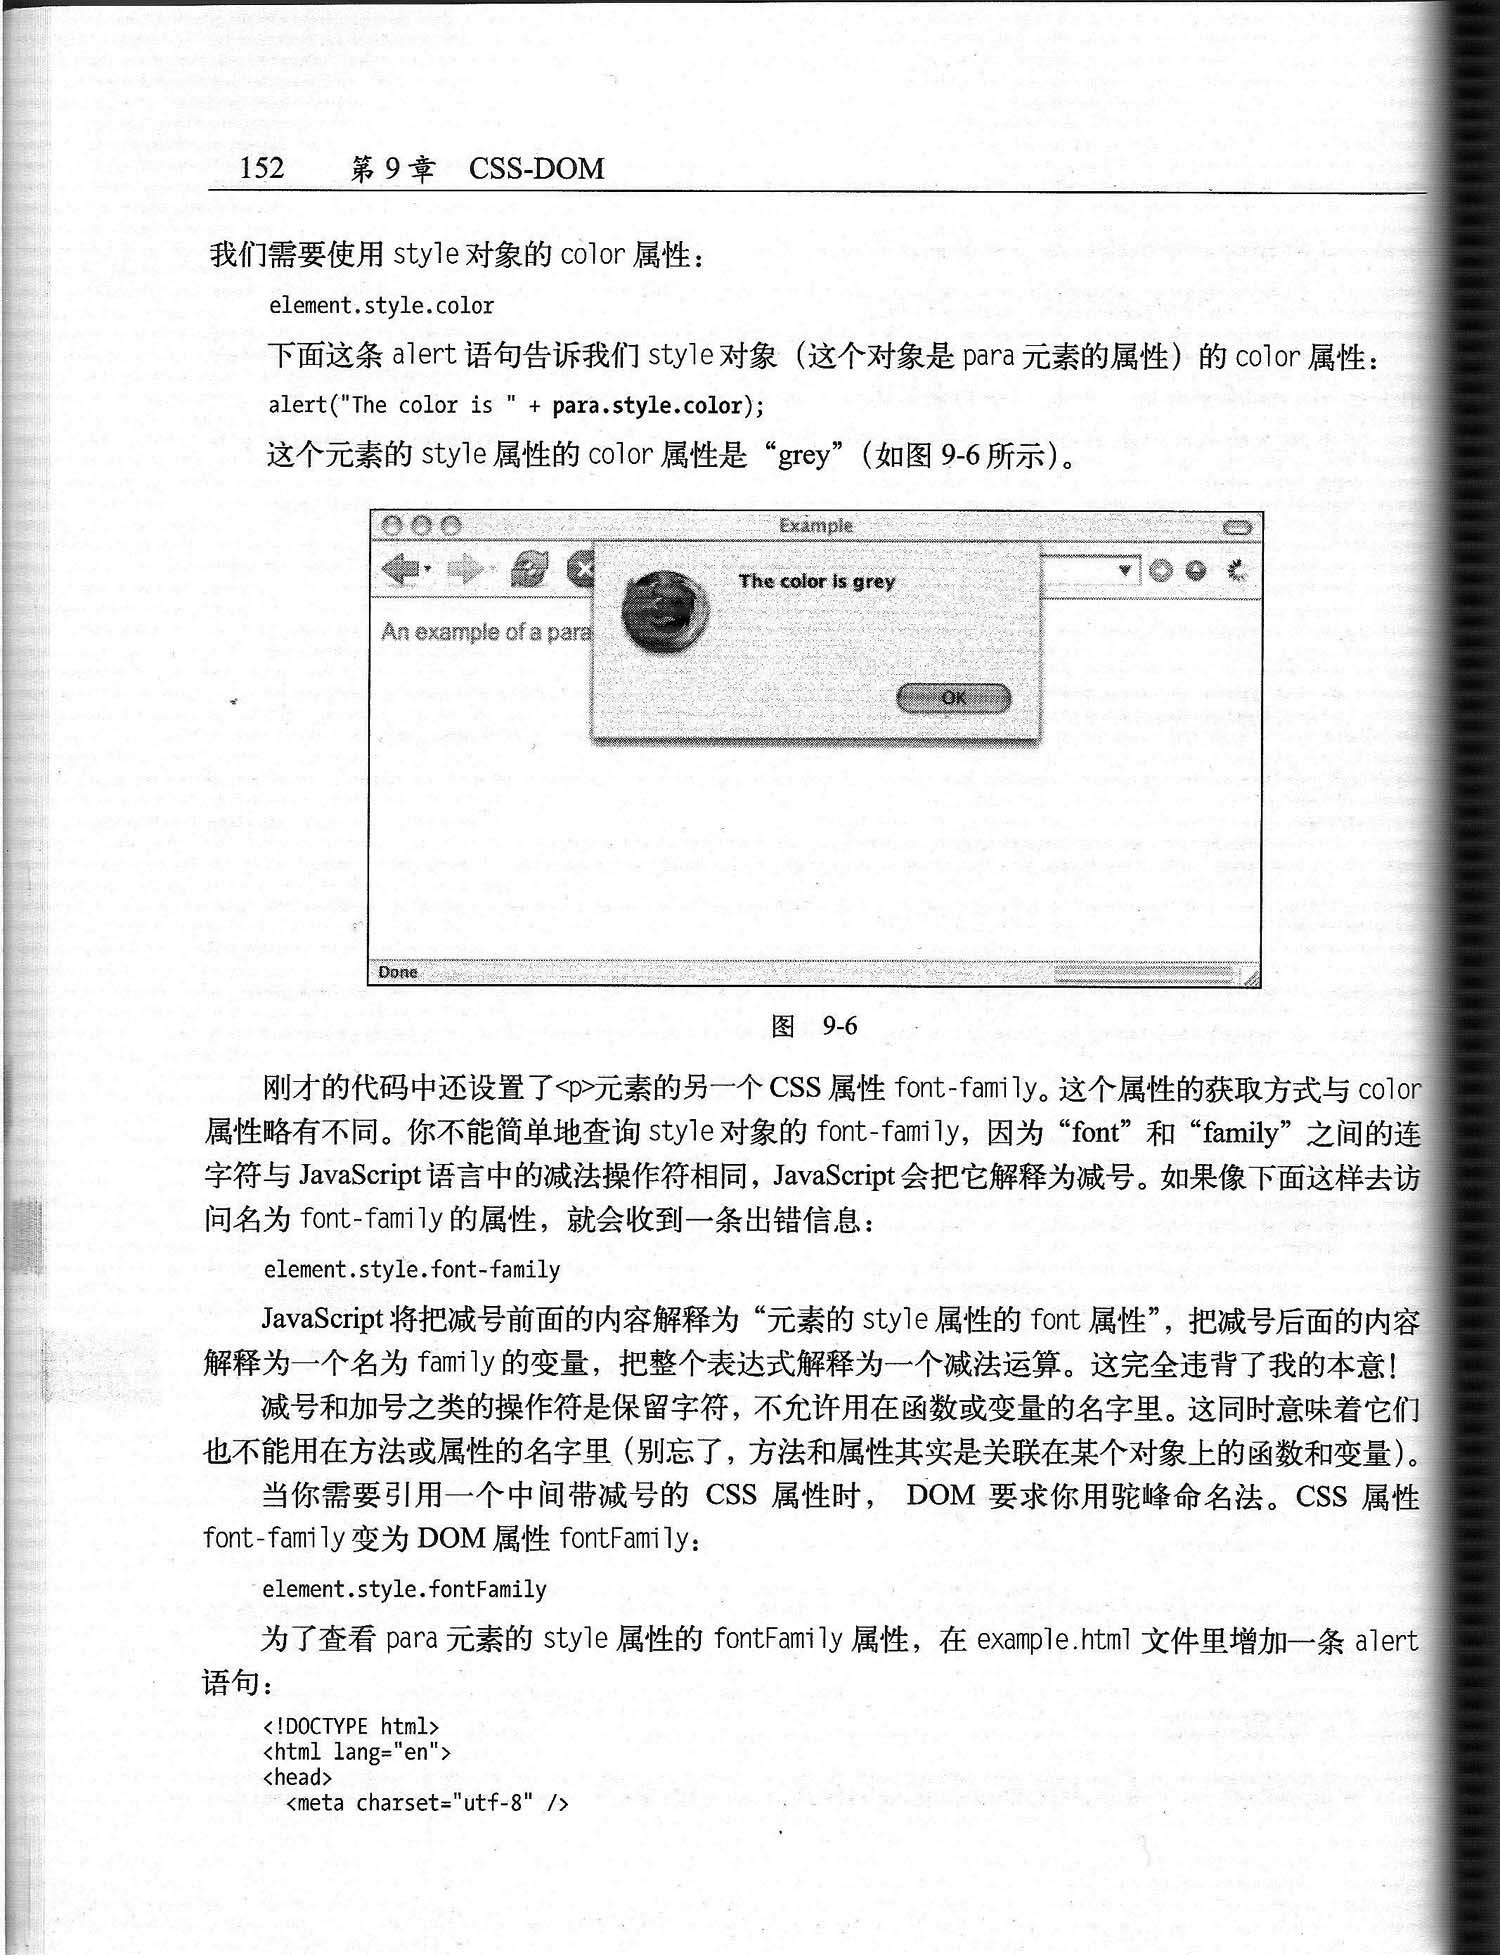 152 第 9 章 CSS-DOM
我们需要使用 style 对象的 color 属性：
element.style.color
下面这条 alert 语句告诉我们 style 对象（这个对象是 para 元素的属性）的 color 属性：
alert("The color is " + para.style.color);
这个元素的 style 属性的 color 属性是“grey”（如图 9-6 所示）。
Example
The color is grey
An example of a para
OK
Done
图 9-6
刚才的代码中还设置了<p>元素的另一个 CSS 属性 font-family。这个属性的获取方式与 color
属性略有不同。你不能简单地查询 style 对象的 font-family，因为“font”和“family”之间的连
字符与 JavaScript 语言中的减法操作符相同，JavaScript 会把它解释为减号。如果像下面这样去访
问名为 font-family 的属性，就会收到一条出错信息：
element.style.font-family
JavaScript 将把减号前面的内容解释为“元素的 style 属性的 font 属性”，把减号后面的内容
解释为一个名为 family 的变量，把整个表达式解释为一个减法运算。这完全违背了我的本意！
减号和加号之类的操作符是保留字符，不允许用在函数或变量的名字里。这同时意味着它们
也不能用在方法或属性的名字里（别忘了，方法和属性其实是关联在某个对象上的函数和变量）。
当你需要引用一个中间带减号的 CSS 属性时， DOM 要求你用驼峰命名法。CSS 属性
font-family 变为 DOM 属性 fontFamily：
element.style.fontFamily
为了查看 para 元素的 style 属性的 fontFamily 属性，在 example.html 文件里增加一条 alert
语句：
<!DOCTYPE html>
<html lang="en">
<head>
  <meta charset="utf-8" />